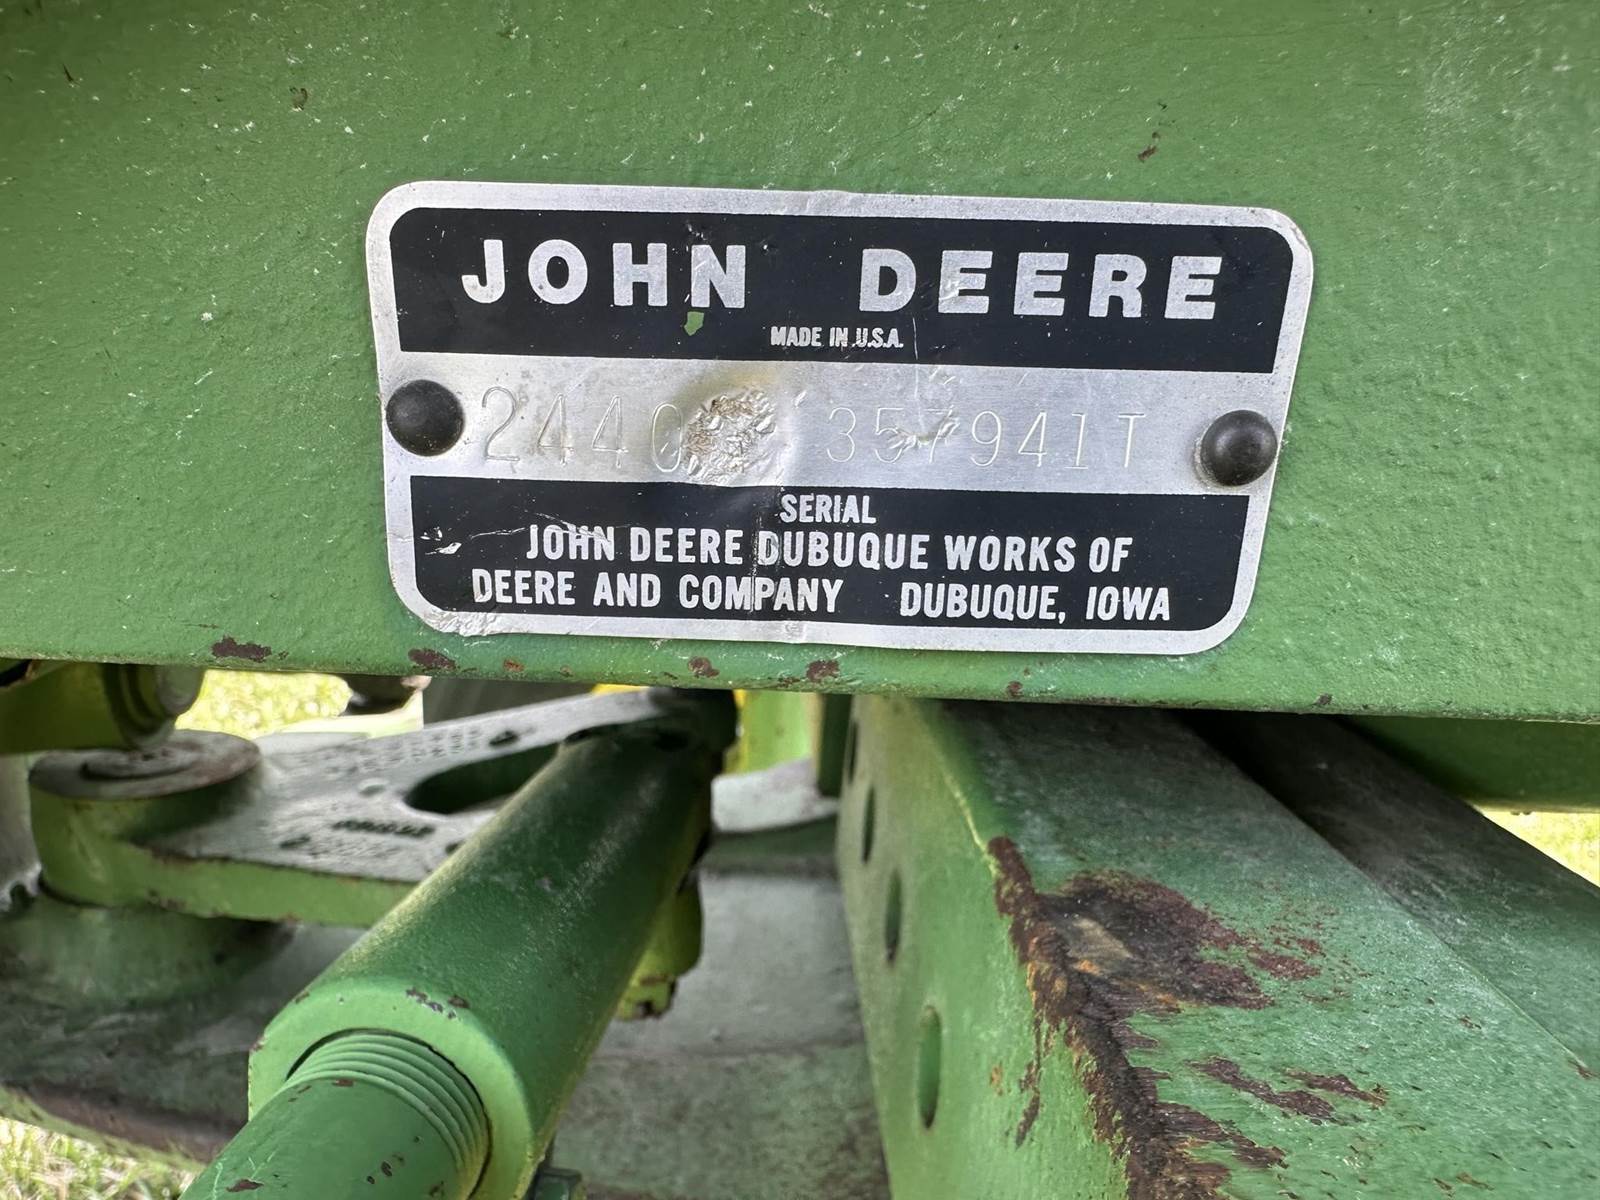 JOHN DEERE
MADE IN U.S.A.
2440 357941T
SERIAL
JOHN DEERE DUBUQUE WORKS OF
DEERE AND COMPANY DUBUQUE, IOWA